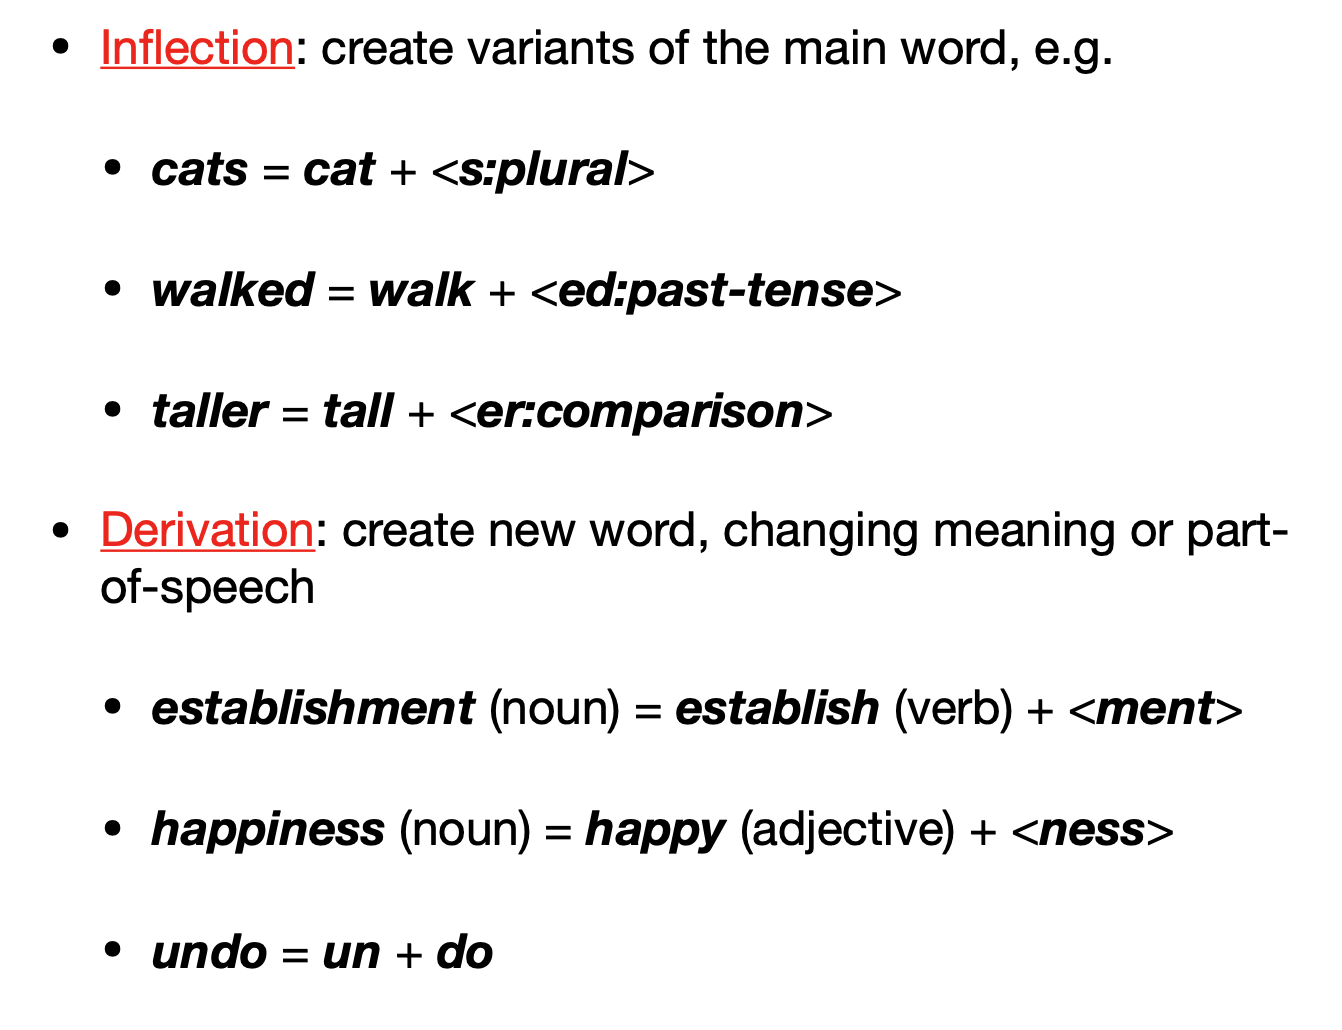 • Inflection: create variants of the main word, e.g.
• cats = cat + <s:plural>
• walked = walk + <ed:past-tense>
• taller = tall + <er:comparison>
• Derivation: create new word, changing meaning or part-
of-speech
• establishment (noun) = establish (verb) + <ment>
• happiness (noun) = happy (adjective) + <ness>
• undo = un + do